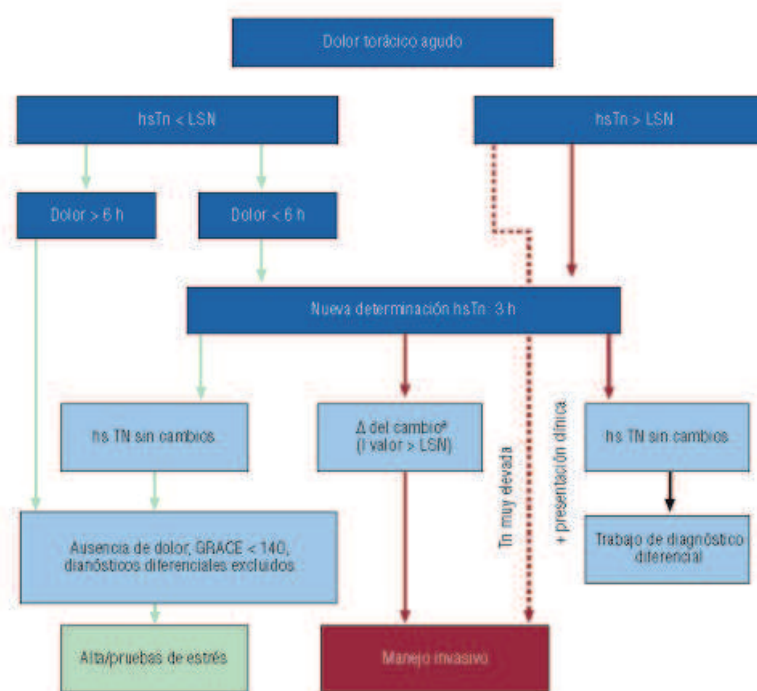 Dolor torácico agudo
hsTn < LSN
hsTn > LSN
Dolor > 6 h
Dolor < 6 h
Nueva determinación hsTn: 3 h
hs TN sin cambios
Δ del cambioª
(I valor > LSN)
Tn muy elevada
+ presentación clínica
hs TN sin cambios
Ausencia de dolor, GRACE < 140,
dianósticos diferenciales excluidos
Trabajo de diagnóstico
diferencial
Alta/pruebas de estrés
Manejo invasivo